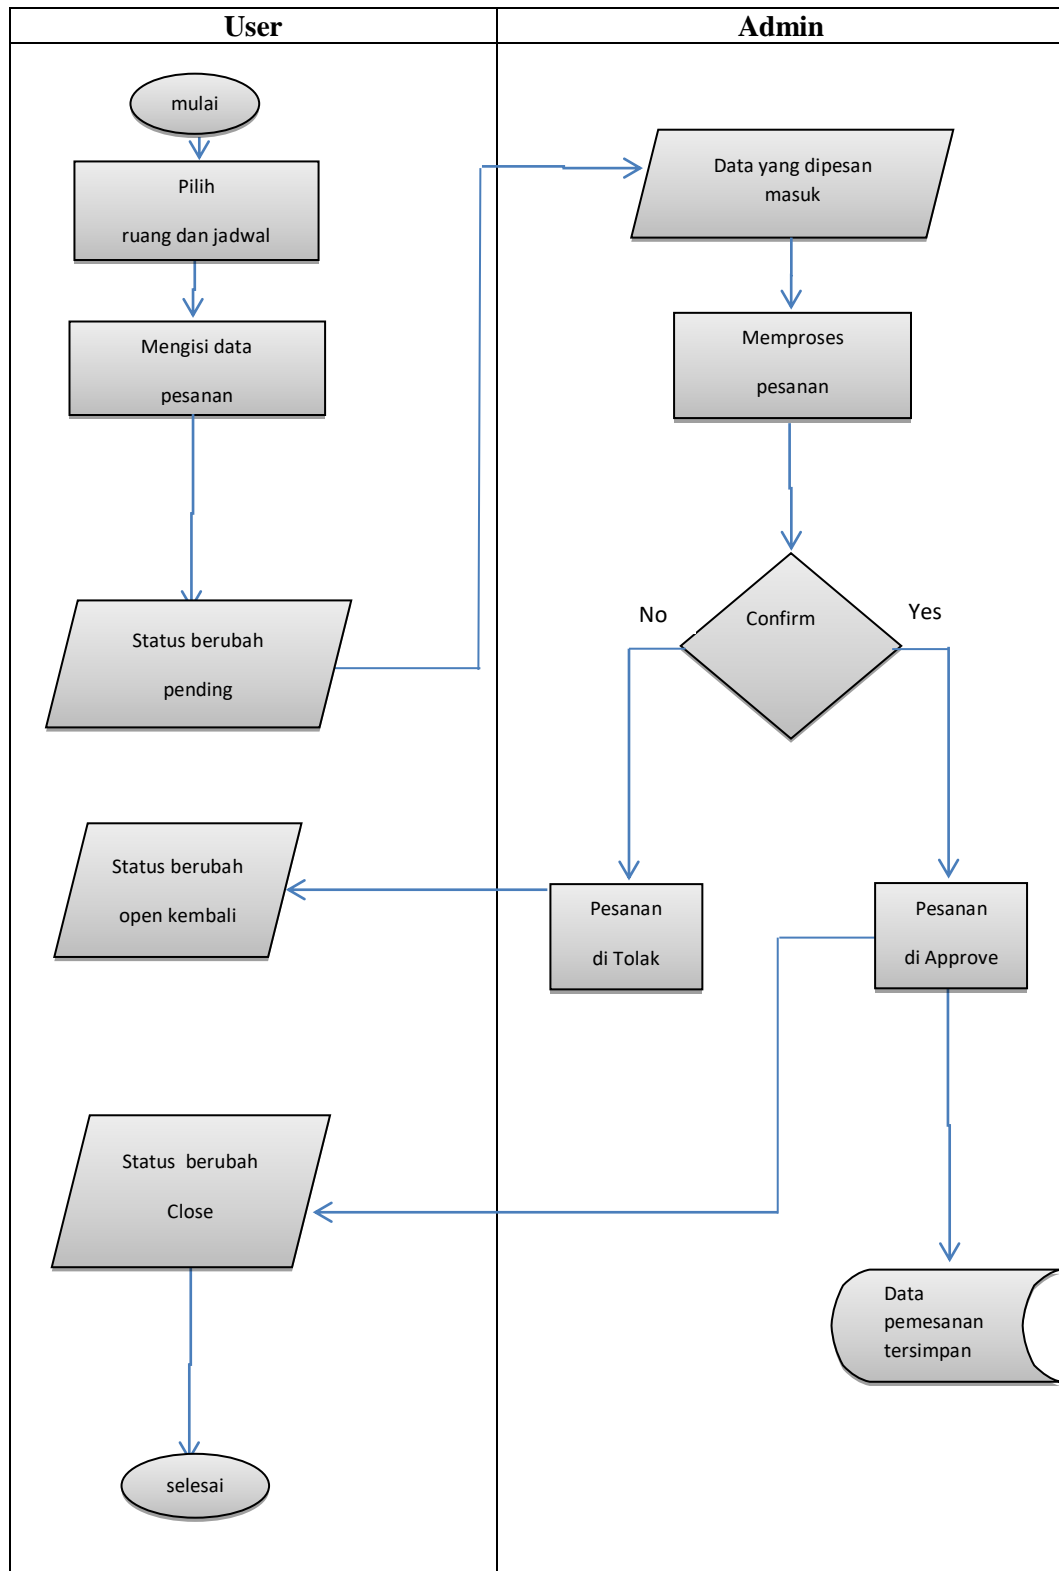 User
Admin
mulai
Pilih
ruang dan jadwal
Mengisi data
pesanan
Status berubah
pending
Data yang dipesan
masuk
Memproses
pesanan
Confirm
No
Yes
Status berubah
open kembali
Pesanan
di Tolak
Pesanan
di Approve
Status  berubah
Close
Data
pemesanan
tersimpan
selesai